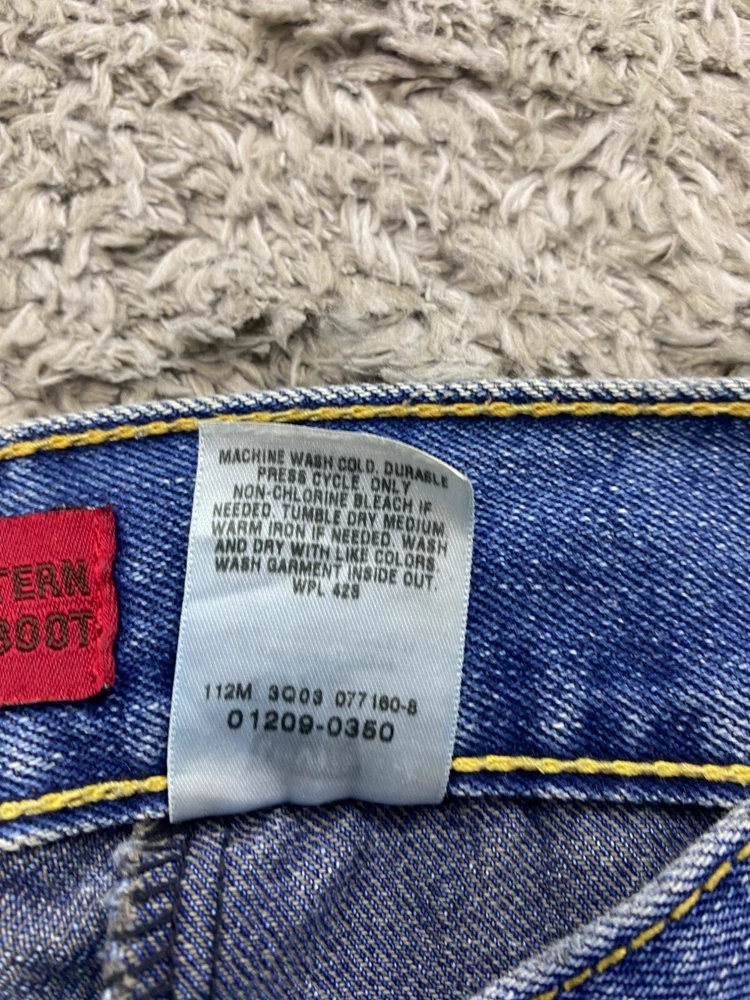 TERN
BOOT
MACHINE WASH COLD. DURABLE
PRESS CYCLE. ONLY
NON-CHLORINE BLEACH IF
NEEDED. TUMBLE DRY MEDIUM.
WARM IRON IF NEEDED. WASH
AND DRY WITH LIKE COLORS.
WASH GARMENT INSIDE OUT.
WPL 423
112M 3Q03 077160-8
01209-0350